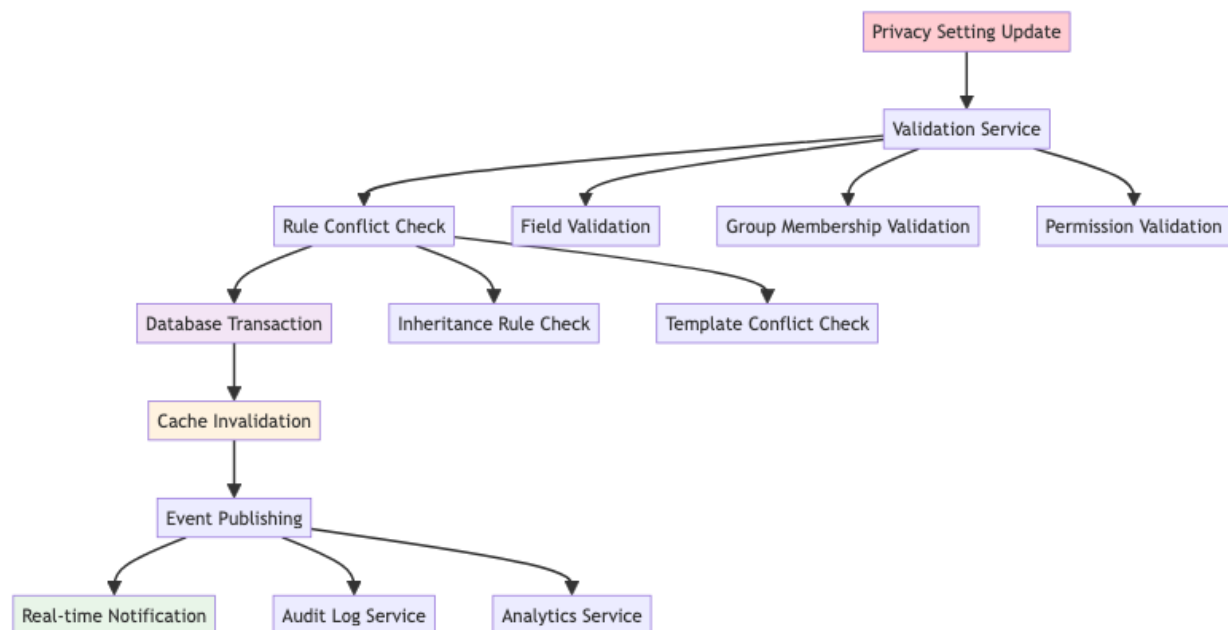 Privacy Setting Update
Validation Service
Rule Conflict Check
Field Validation
Group Membership Validation
Permission Validation
Database Transaction
Inheritance Rule Check
Template Conflict Check
Cache Invalidation
Event Publishing
Real-time Notification
Audit Log Service
Analytics Service